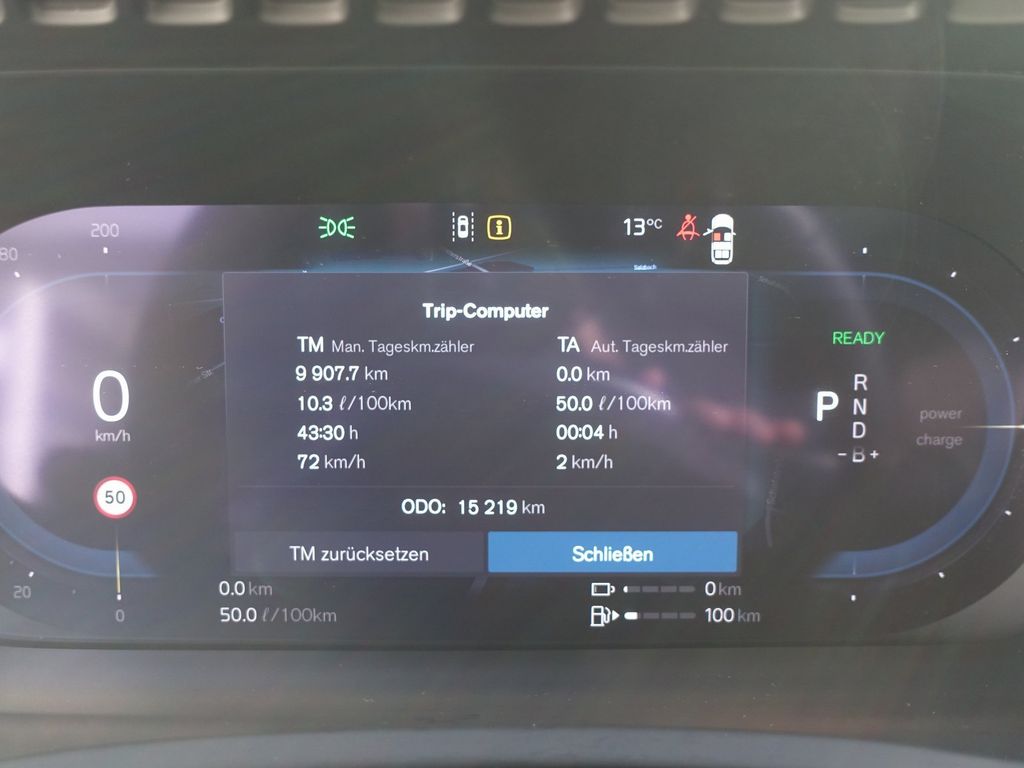 200
80
13°C
Salzbach
Trip-Computer
TM Man. Tageskm.zähler
9 907.7 km
10.3 ℓ/100km
43:30 h
72 km/h
TA Aut. Tageskm.zähler
0.0 km
50.0 ℓ/100km
00:04 h
2 km/h
ODO: 15 219 km
TM zurücksetzen
Schließen
0
km/h
50
20
0
READY
P
R
N
D
- B +
power
charge
0.0 km
50.0 ℓ/100km
0 km
100 km